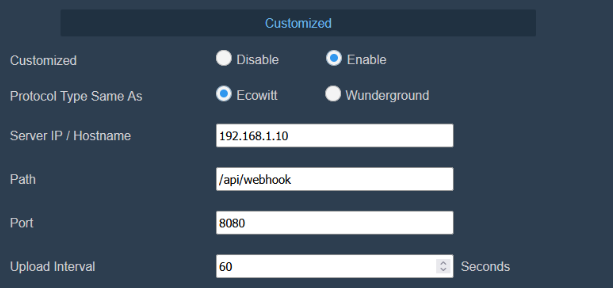 Customized
Customized Disable Enable
Protocol Type Same As Ecowitt Wunderground
Server IP / Hostname 192.168.1.10
Path /api/webhook
Port 8080
Upload Interval 60 Seconds